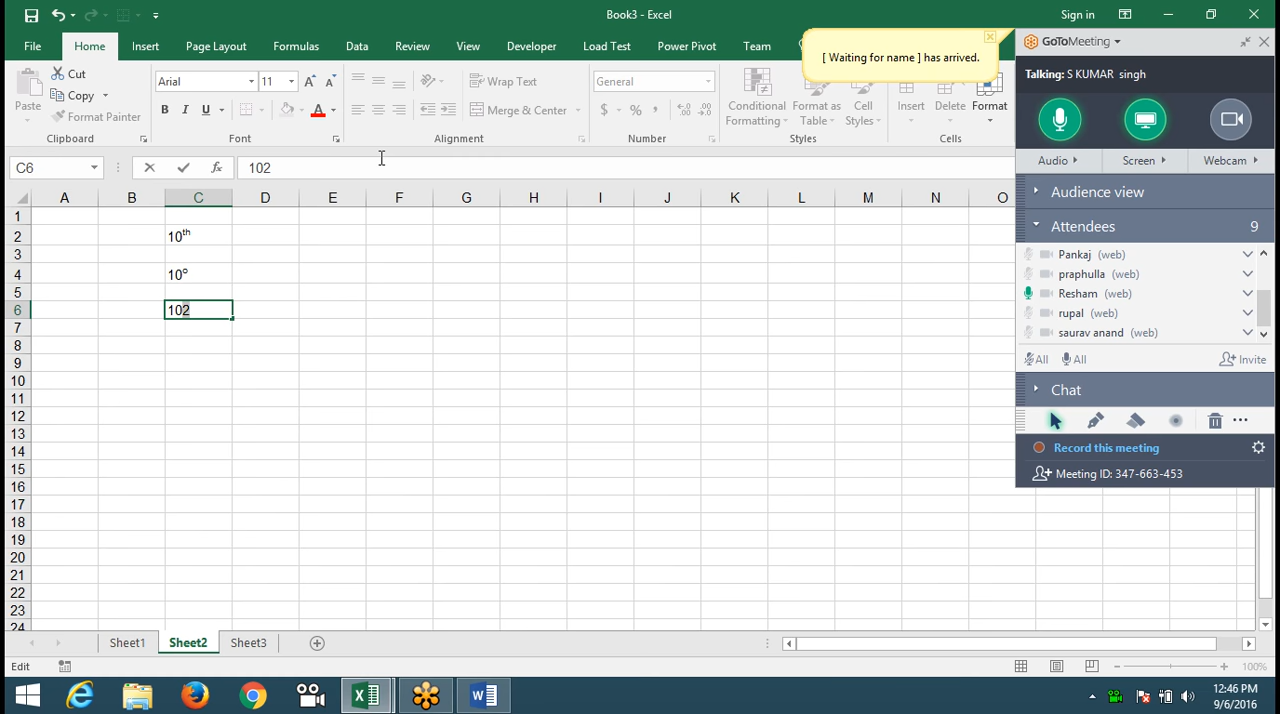 Book3 - Excel
Sign in
File Home Insert Page Layout Formulas Data Review View Developer Load Test Power Pivot Team
[ Waiting for name ] has arrived.
GoToMeeting
Talking: S KUMAR singh
Paste
Cut
Copy
Format Painter
Clipboard
Arial 11
B I U A
Font
Wrap Text
Merge & Center
Alignment
General
$ % ,
Number
Conditional Formatting
Format as Table
Cell Styles
Styles
Insert Delete Format
Cells
Audio Screen Webcam
C6 fx 102
Audience view
A B C D E F G H I J K L M N O
Attendees 9
1
2 10th
3
4 10o
5
6 102
7
8
9
10
11
12
13
14
15
16
17
18
19
20
21
22
23
24
Pankaj (web)
praphulla (web)
Resham (web)
rupal (web)
saurav anand (web)
All All Invite
Chat
Record this meeting
Meeting ID: 347-663-453
Sheet1 Sheet2 Sheet3
Edit
100%
12:46 PM
9/6/2016